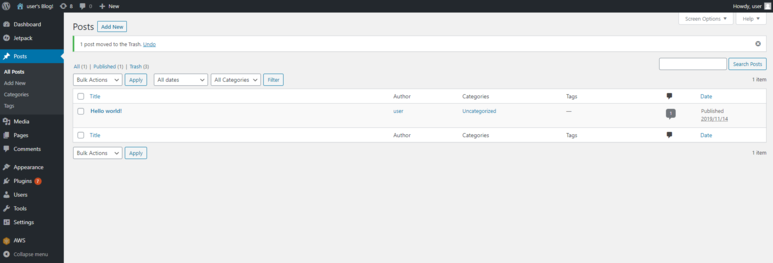 user's Blog! 8 0 New Howdy, user
Screen Options Help
Dashboard
Jetpack
Posts
All Posts
Add New
Categories
Tags
Media
Pages
Comments
Appearance
Plugins 7
Users
Tools
Settings
AWS
Collapse menu
Posts Add New
1 post moved to the Trash. Undo
All (1) | Published (1) | Trash (3)
Search Posts
Bulk Actions Apply All dates All Categories Filter 1 item
Title Author Categories Tags Date
Hello world! user Uncategorized — 1 Published
2019/11/14
Title Author Categories Tags Date
Bulk Actions Apply 1 item